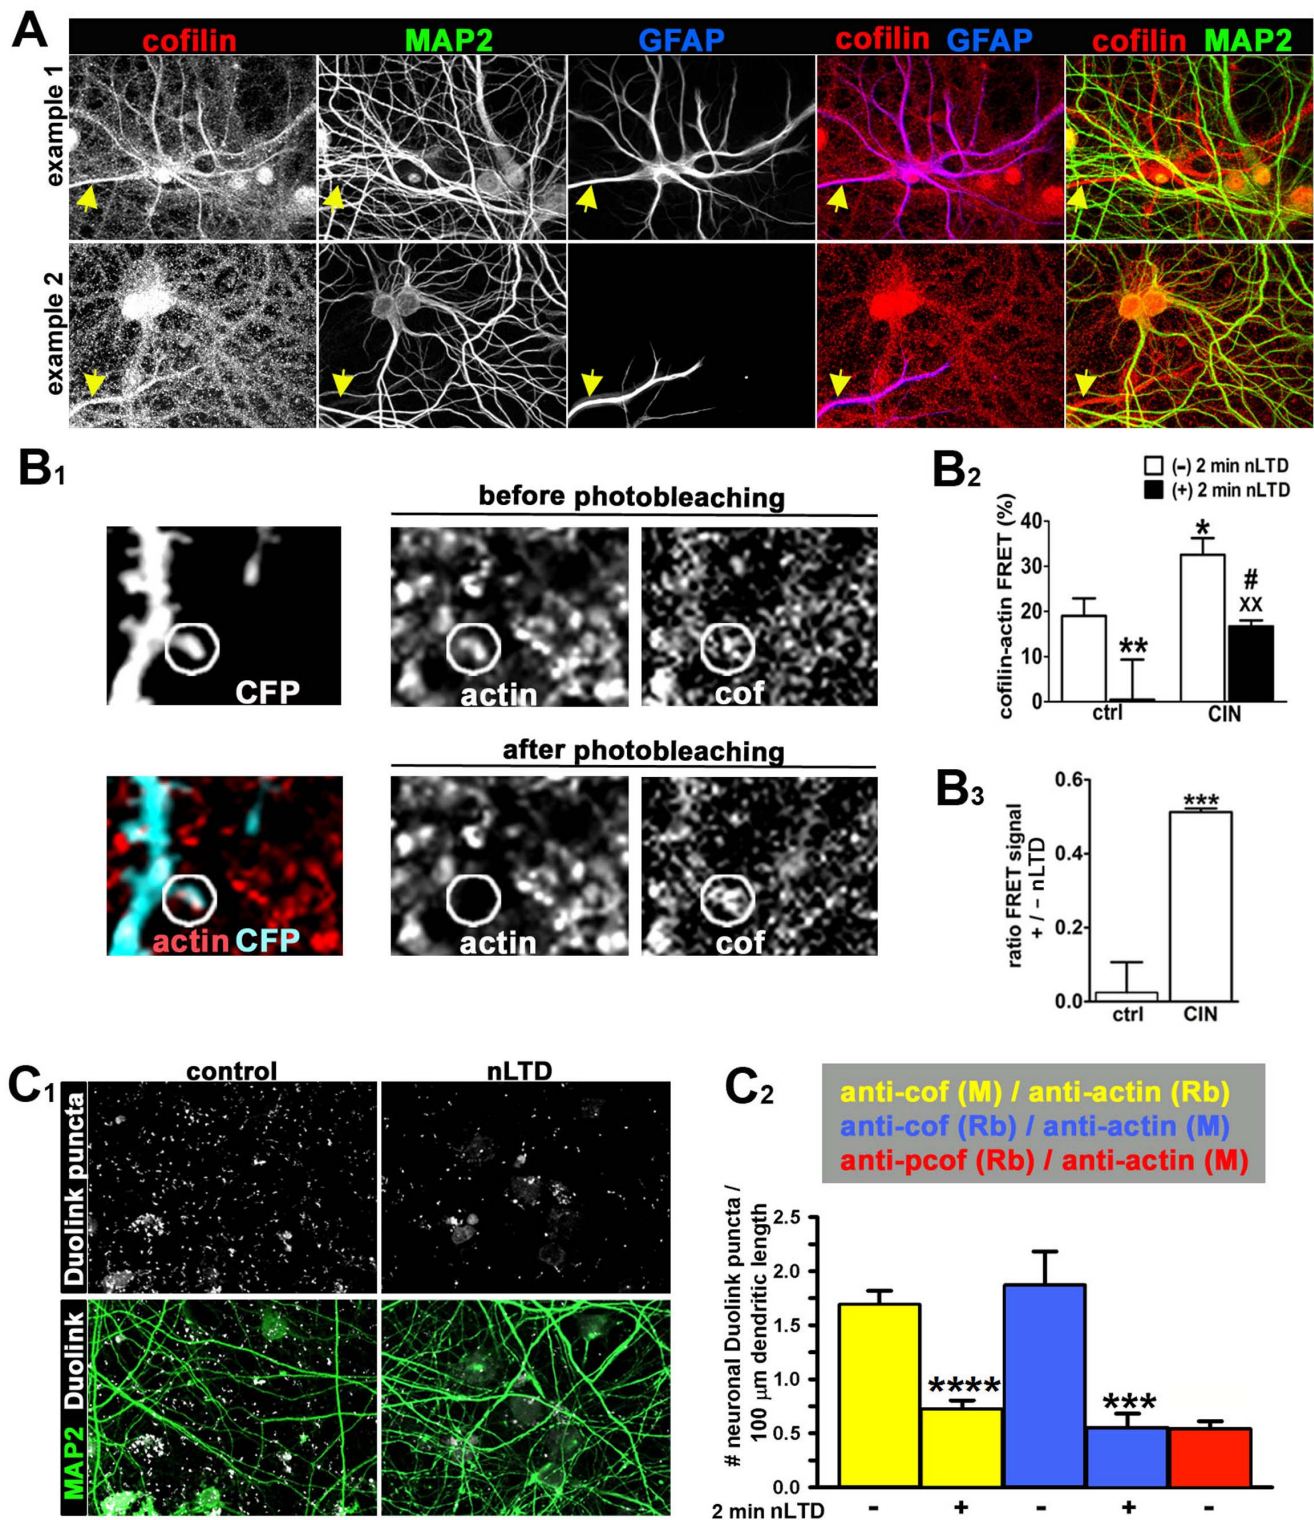 A
cofilin MAP2 GFAP cofilin GFAP cofilin MAP2
example 1
example 2
B1
before photobleaching
CFP
actin
cof
after photobleaching
actin CFP
actin
cof
B2
(-) 2 min nLTD
(+) 2 min nLTD
cofilin-actin FRET (%)
40
30
20
10
0
*
**
#
xx
ctrl CIN
B3
ratio FRET signal
+ / − nLTD
0.6
0.4
0.2
0.0
***
ctrl CIN
C1
control nLTD
Duolink puncta
MAP2 Duolink
C2
anti-cof (M) / anti-actin (Rb)
anti-cof (Rb) / anti-actin (M)
anti-pcof (Rb) / anti-actin (M)
# neuronal Duolink puncta /
100 µm dendritic length
2.5
2.0
1.5
1.0
0.5
0.0
****
***
2 min nLTD - + - + -